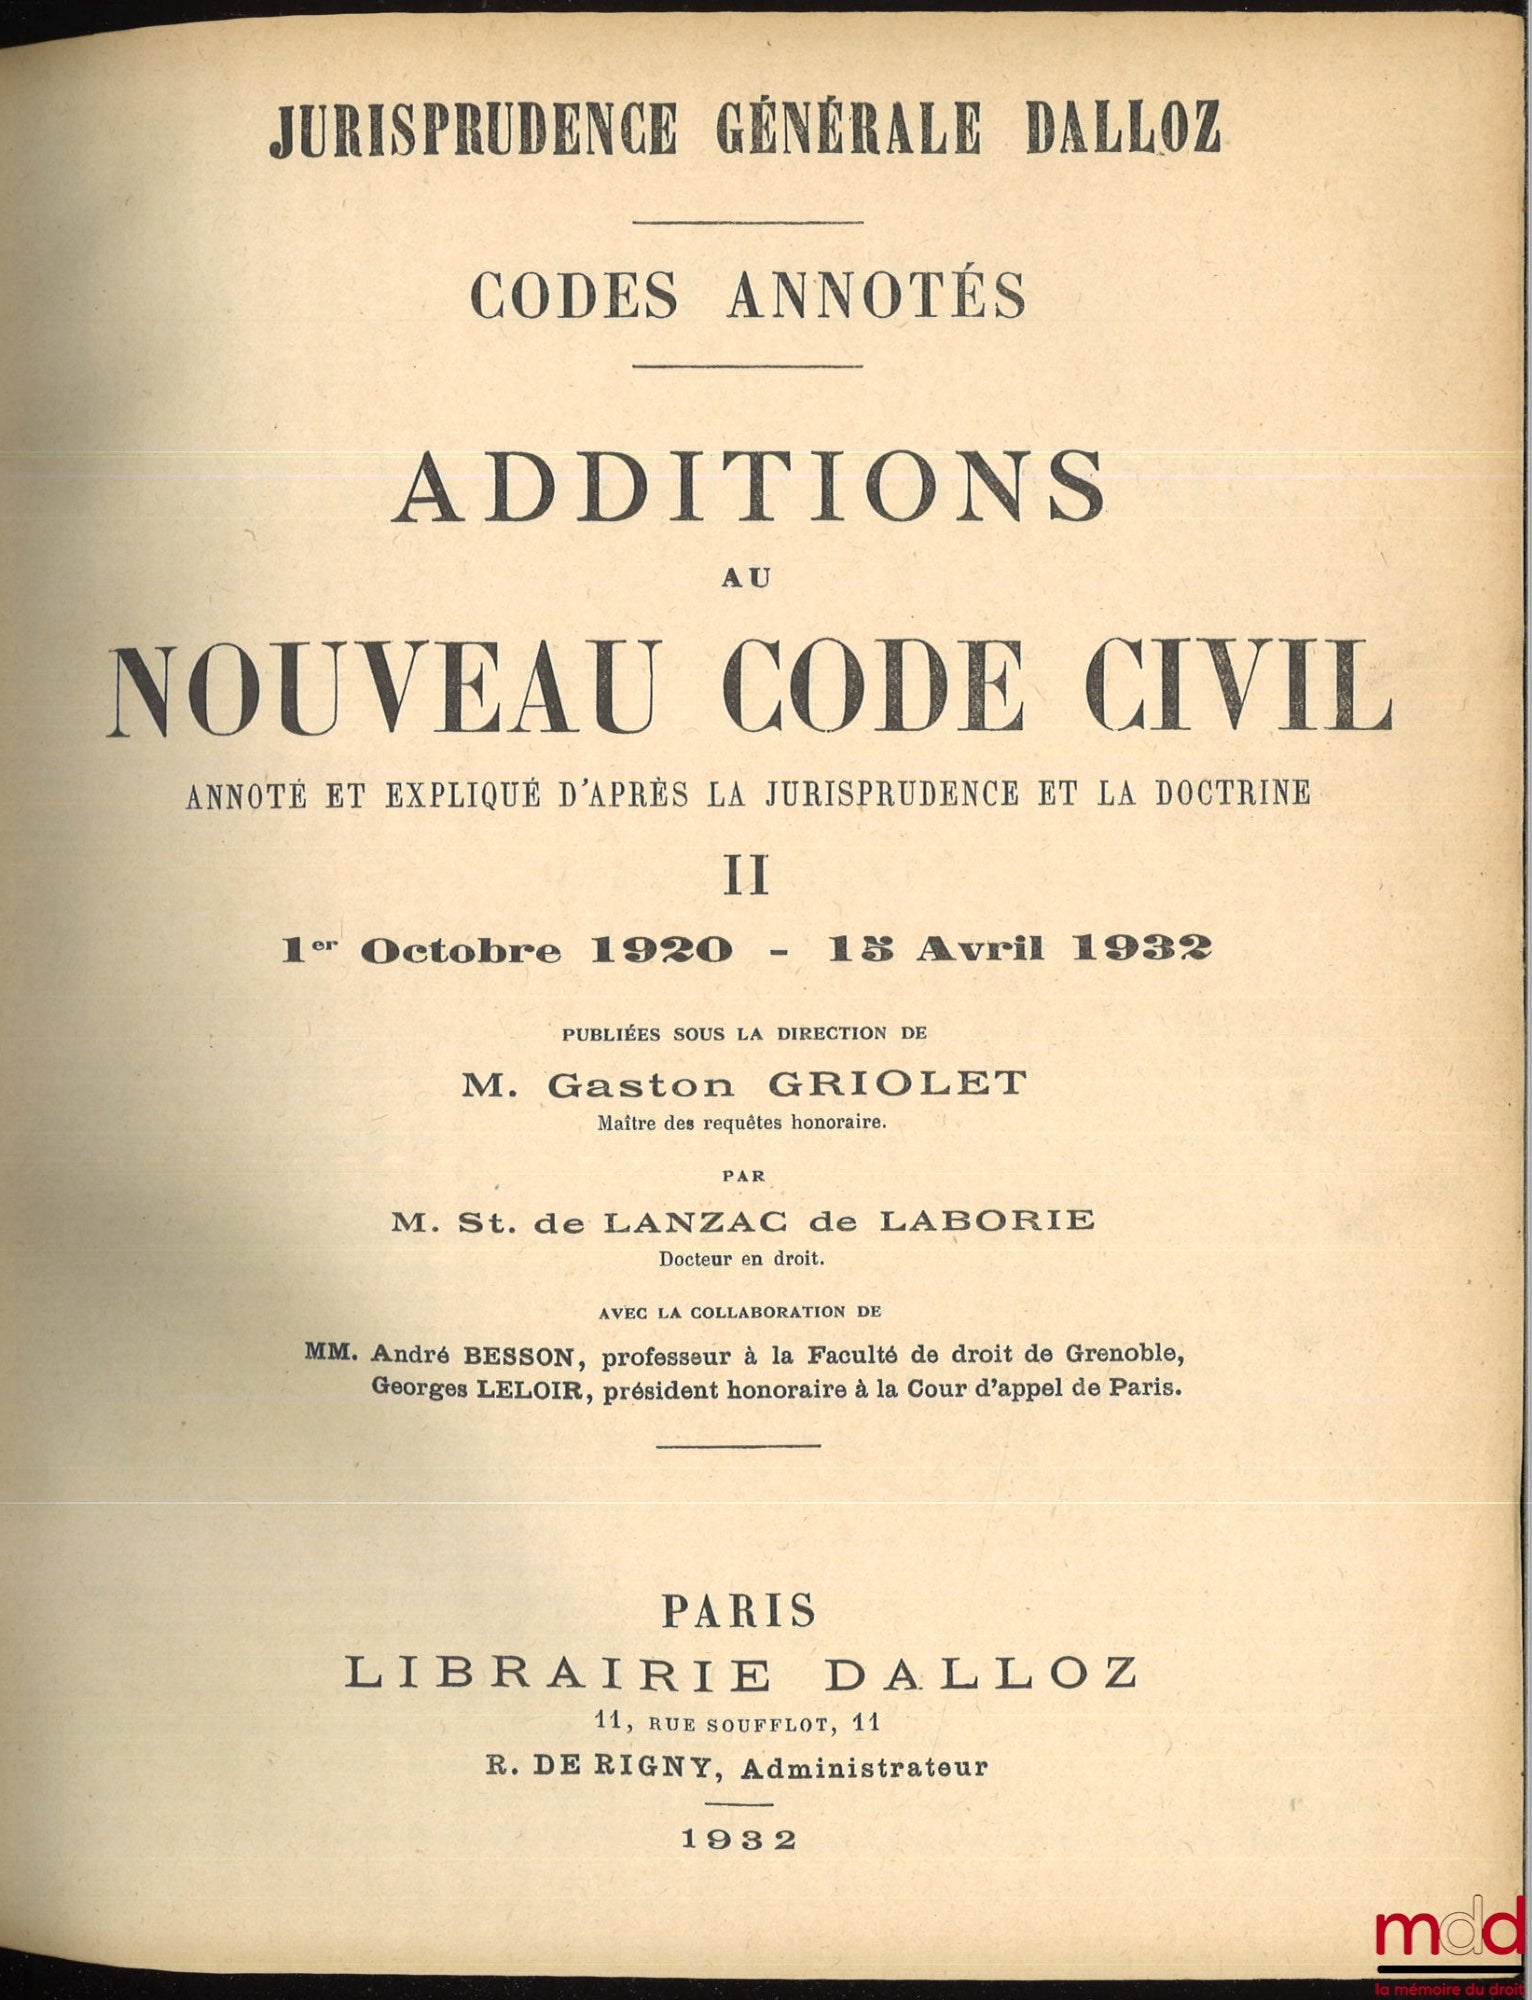 JURISPRUDENCE GÉNÉRALE DALLOZ
CODES ANNOTÉS
ADDITIONS
AU
NOUVEAU CODE CIVIL
ANNOTÉ ET EXPLIQUÉ D'APRÈS LA JURISPRUDENCE ET LA DOCTRINE
II
1er Octobre 1920 - 15 Avril 1932
PUBLIÉES SOUS LA DIRECTION DE
M. Gaston GRIOLET
Maître des requêtes honoraire.
PAR
M. St. de LANZAC de LABORIE
Docteur en droit.
AVEC LA COLLABORATION DE
MM. André BESSON, professeur à la Faculté de droit de Grenoble,
Georges LELOIR, président honoraire à la Cour d'appel de Paris.
PARIS
LIBRAIRIE DALLOZ
11, RUE SOUFFLOT, 11
R. DE RIGNY, Administrateur
1932
mdd
la mémoire du droit